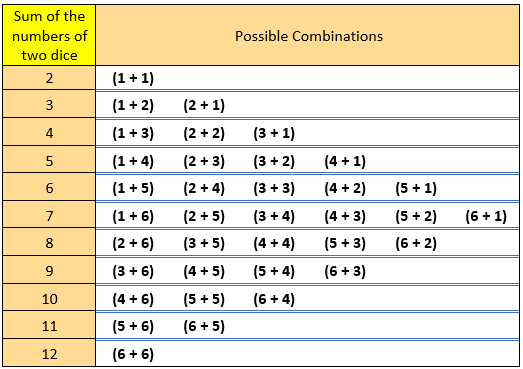 Sum of the
numbers of
two dice
Possible Combinations
2 (1 + 1)
3 (1 + 2) (2 + 1)
4 (1 + 3) (2 + 2) (3 + 1)
5 (1 + 4) (2 + 3) (3 + 2) (4 + 1)
6 (1 + 5) (2 + 4) (3 + 3) (4 + 2) (5 + 1)
7 (1 + 6) (2 + 5) (3 + 4) (4 + 3) (5 + 2) (6 + 1)
8 (2 + 6) (3 + 5) (4 + 4) (5 + 3) (6 + 2)
9 (3 + 6) (4 + 5) (5 + 4) (6 + 3)
10 (4 + 6) (5 + 5) (6 + 4)
11 (5 + 6) (6 + 5)
12 (6 + 6)